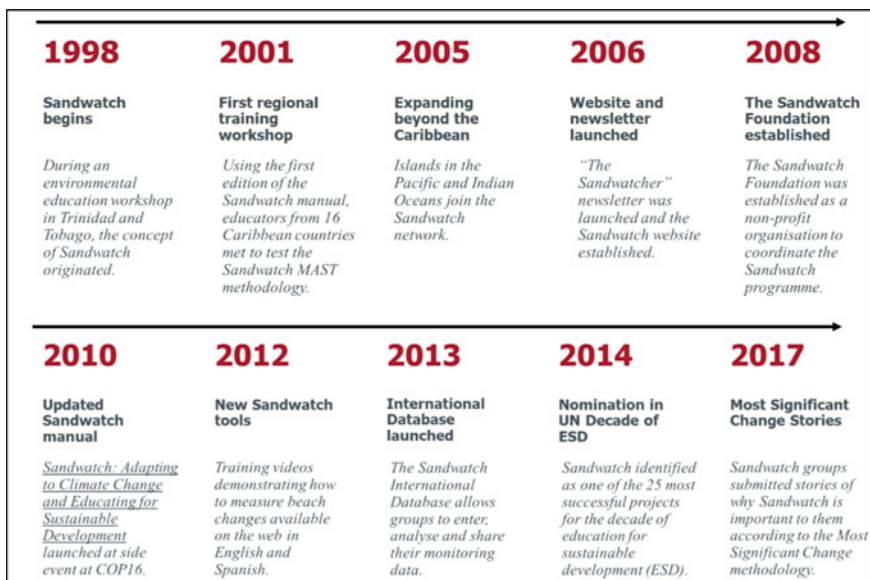 1998
Sandwatch
begins
During an
environmental
education workshop
in Trinidad and
Tobago, the concept
of Sandwatch
originated.
2001
First regional
training
workshop
Using the first
edition of the
Sandwatch manual,
educators from 16
Caribbean countries
met to test the
Sandwatch MAST
methodology.
2005
Expanding
beyond the
Caribbean
Islands in the
Pacific and Indian
Oceans join the
Sandwatch
network.
2006
Website and
newsletter
launched
“The
Sandwatcher”
newsletter was
launched and the
Sandwatch website
established.
2008
The Sandwatch
Foundation
established
The Sandwatch
Foundation was
established as a
non-profit
organisation to
coordinate the
Sandwatch
programme.
2010
Updated
Sandwatch
manual
Sandwatch: Adapting
to Climate Change
and Educating for
Sustainable
Development
launched at side
event at COP16.
2012
New Sandwatch
tools
Training videos
demonstrating how
to measure beach
changes available
on the web in
English and
Spanish.
2013
International
Database
launched
The Sandwatch
International
Database allows
groups to enter,
analyse and share
their monitoring
data.
2014
Nomination in
UN Decade of
ESD
Sandwatch identified
as one of the 25 most
successful projects
for the decade of
education for
sustainable
development (ESD).
2017
Most Significant
Change Stories
Sandwatch groups
submitted stories of
why Sandwatch is
important to them
according to the Most
Significant Change
methodology.